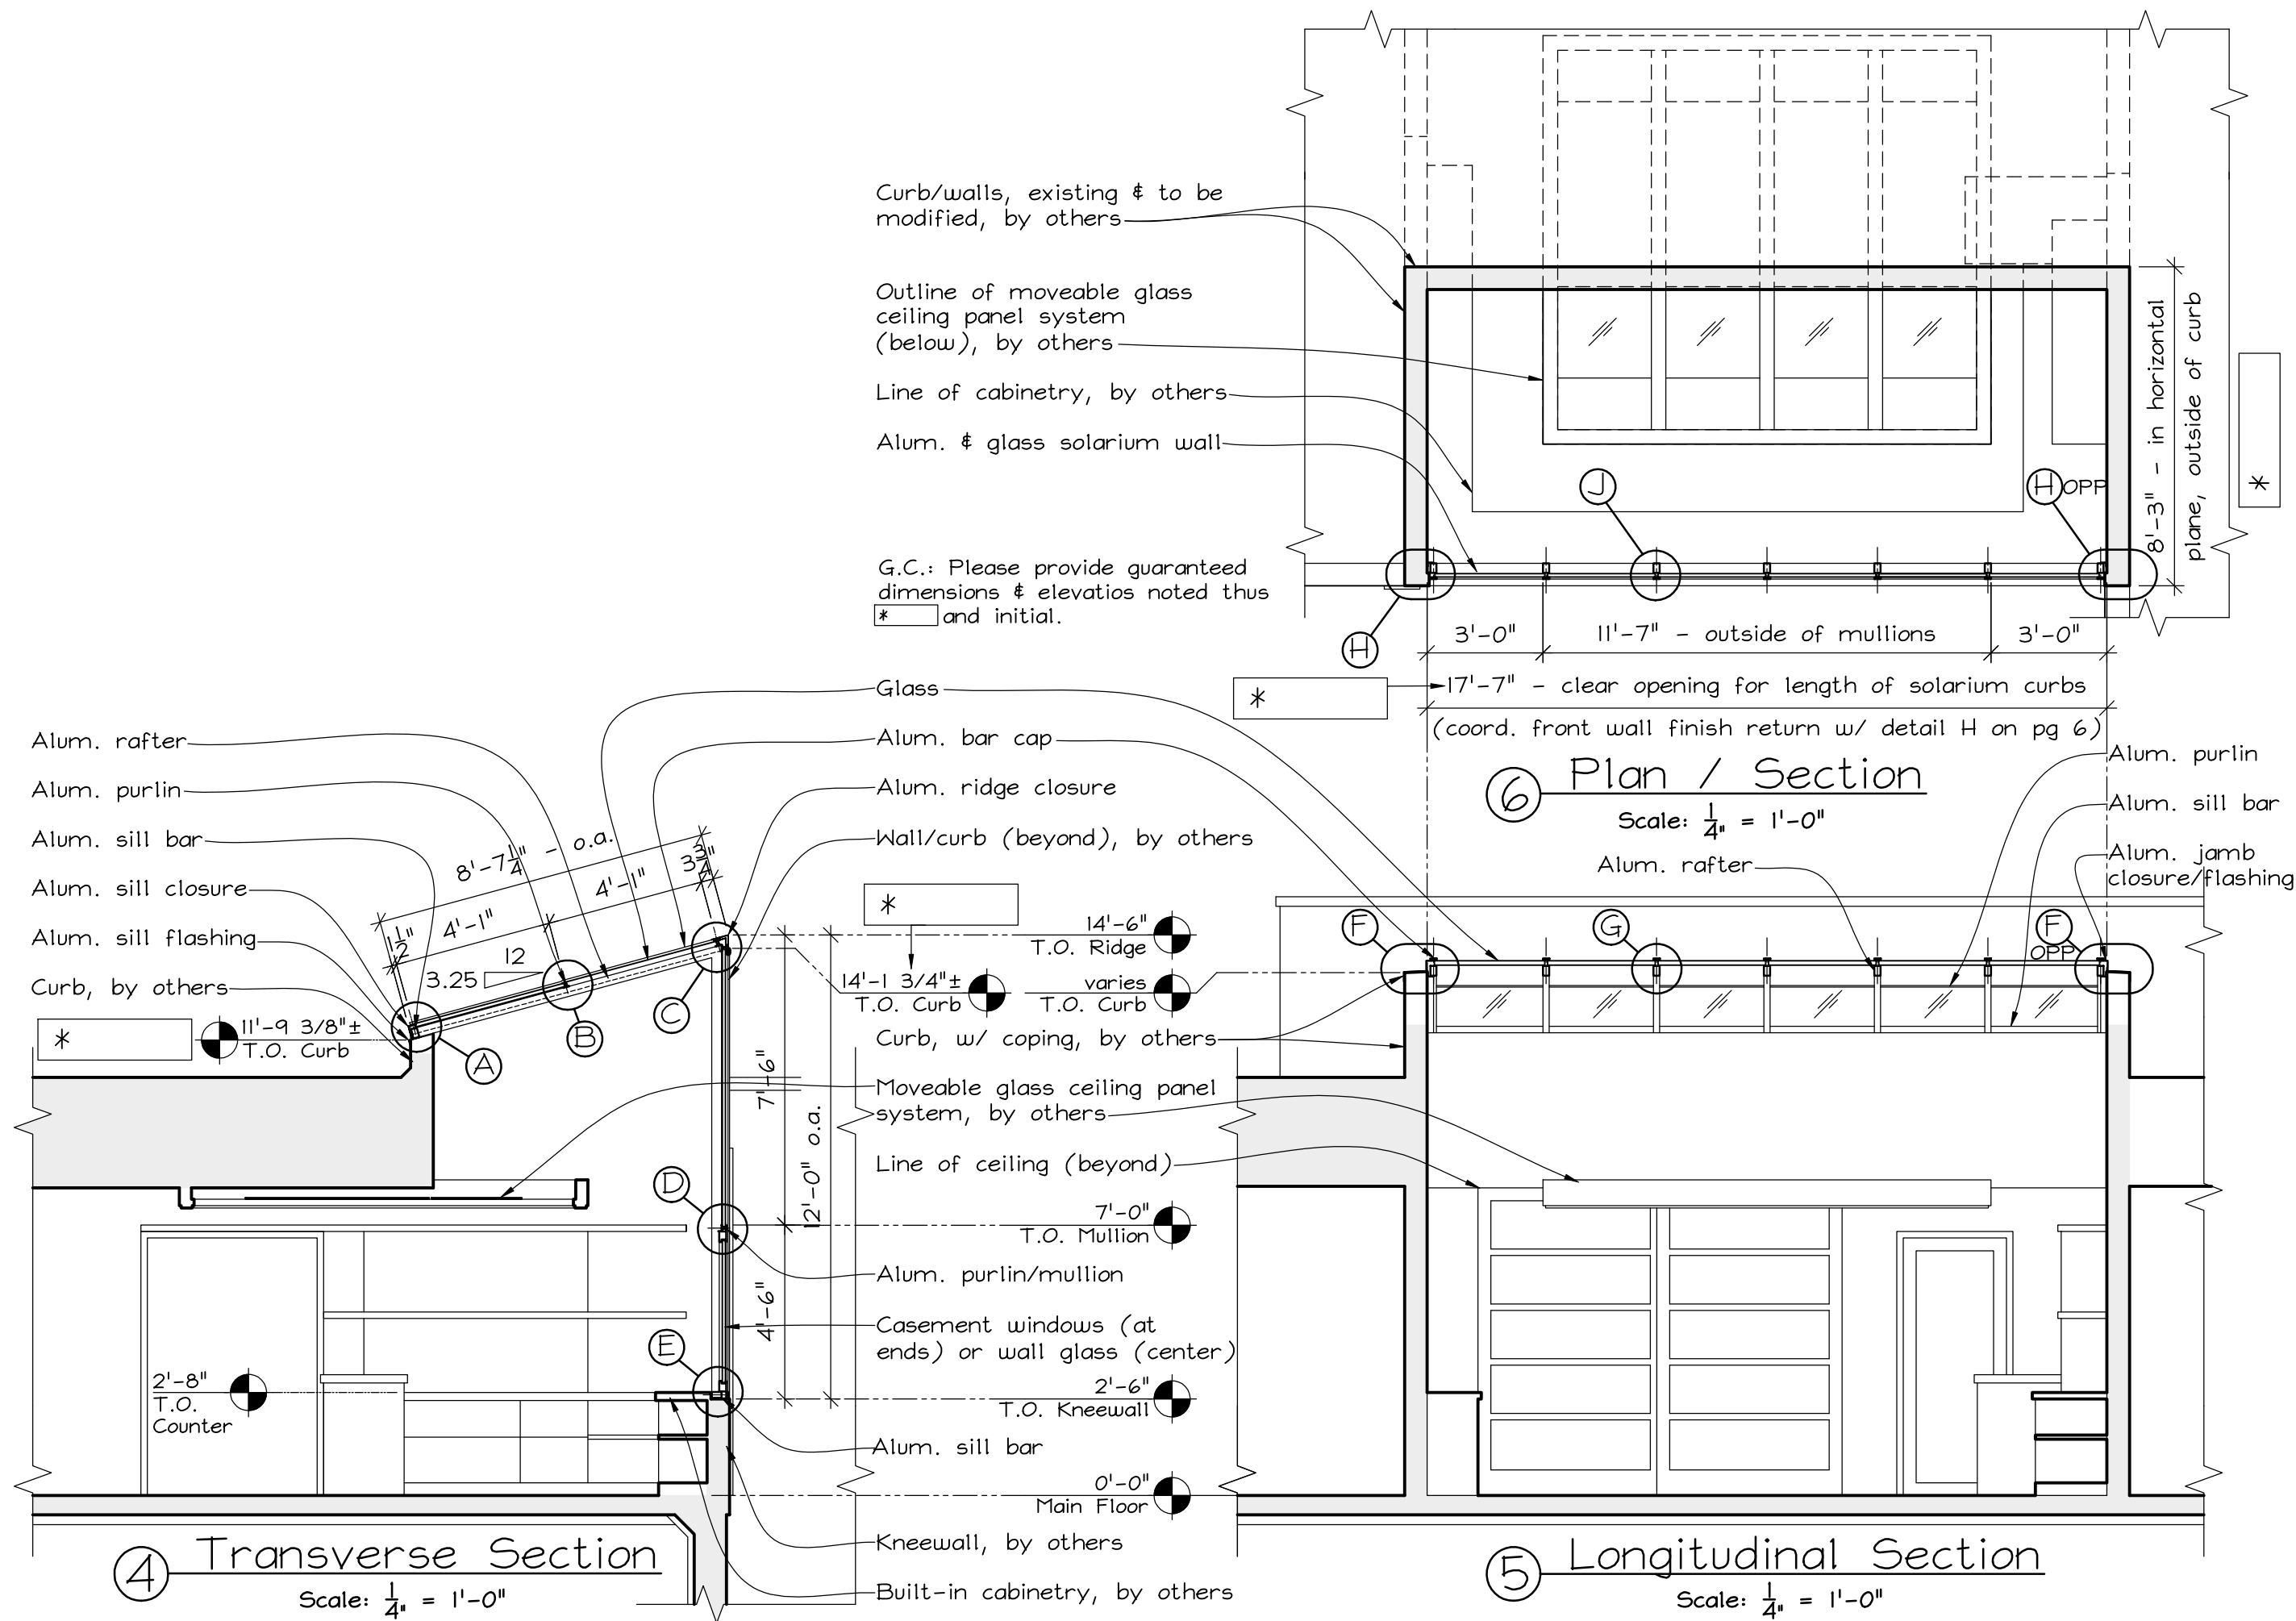 Curb/walls, existing & to be
modified, by others
Outline of moveable glass
ceiling panel system
(below), by others
Line of cabinetry, by others
Alum. & glass solarium wall
G.C.: Please provide guaranteed
dimensions & elevatios noted thus
* and initial.
J
H OPP
H
8'-3" - in horizontal
plane, outside of curb
*
3'-0"
11'-7" - outside of mullions
3'-0"
*
17'-7" - clear opening for length of solarium curbs
(coord. front wall finish return w/ detail H on pg 6)
6 Plan / Section
Scale: 1/4" = 1'-0"
Alum. rafter
Alum. purlin
Alum. sill bar
Alum. sill closure
Alum. sill flashing
Curb, by others
*
11'-9 3/8"±
T.O. Curb
8'-7 1/4" - o.a.
1 1/2"
4'-1"
4'-1"
3 3/4"
12
3.25
A
B
C
D
E
Glass
Alum. bar cap
Alum. ridge closure
Wall/curb (beyond), by others
*
14'-6"
T.O. Ridge
14'-1 3/4"±
T.O. Curb
varies
T.O. Curb
Curb, w/ coping, by others
Moveable glass ceiling panel
system, by others
Line of ceiling (beyond)
7'-6"
12'-0" o.a.
4'-6"
7'-0"
T.O. Mullion
Alum. purlin/mullion
Casement windows (at
ends) or wall glass (center)
2'-6"
T.O. Kneewall
Alum. sill bar
0'-0"
Main Floor
Kneewall, by others
Built-in cabinetry, by others
2'-8"
T.O.
Counter
4 Transverse Section
Scale: 1/4" = 1'-0"
Alum. purlin
Alum. sill bar
Alum. rafter
Alum. jamb
closure/flashing
F
G
F
OPP
5 Longitudinal Section
Scale: 1/4" = 1'-0"